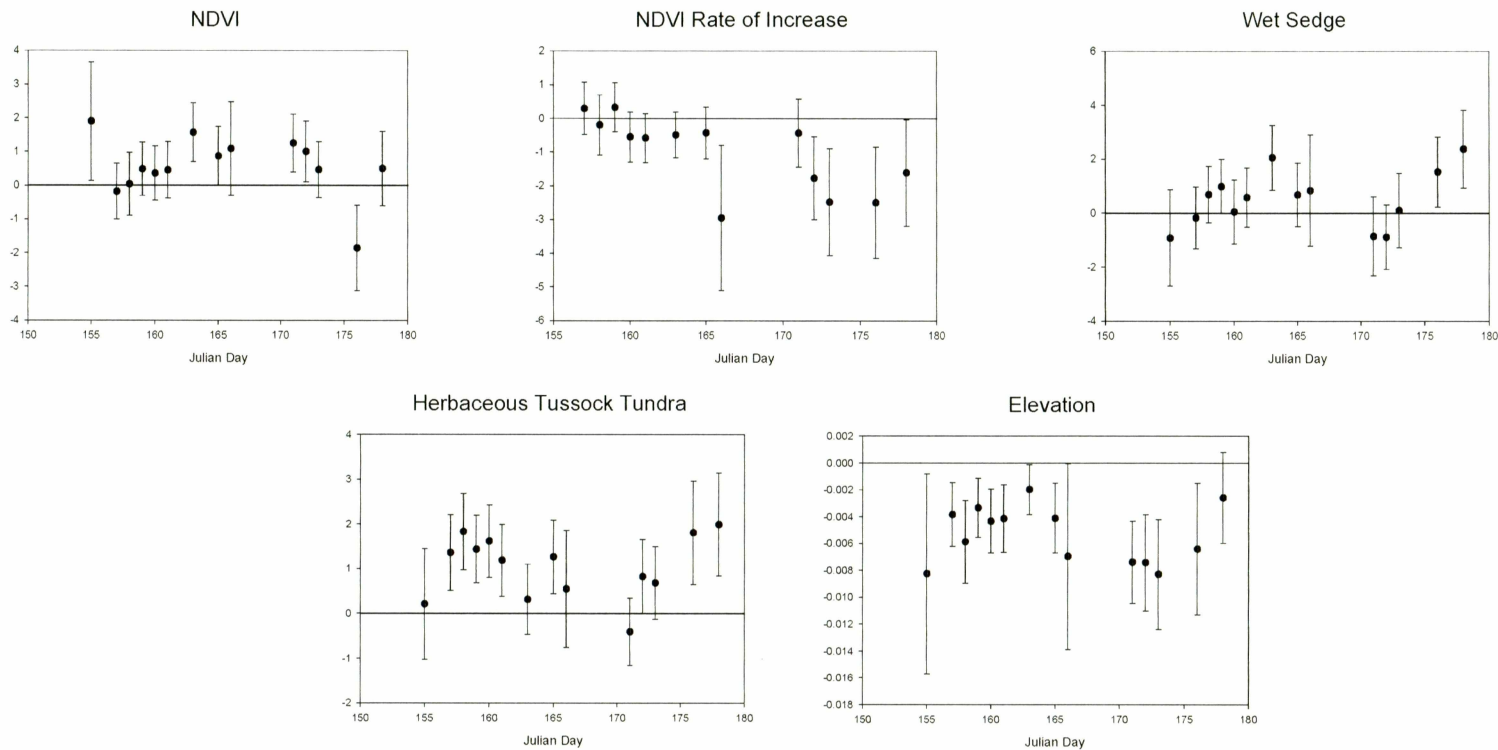 NDVI
4
3
2
1
0
-1
-2
-3
-4
150 155 160 165 170 175 180
Julian Day
NDVI Rate of Increase
2
1
0
-1
-2
-3
-4
-5
-6
155 160 165 170 175 180
Julian Day
Wet Sedge
6
4
2
0
-2
-4
150 155 160 165 170 175 180
Julian Day
Herbaceous Tussock Tundra
4
3
2
1
0
-1
-2
150 155 160 165 170 175 180
Julian Day
Elevation
0.002
0.000
-0.002
-0.004
-0.006
-0.008
-0.010
-0.012
-0.014
-0.016
-0.018
150 155 160 165 170 175 180
Julian Day